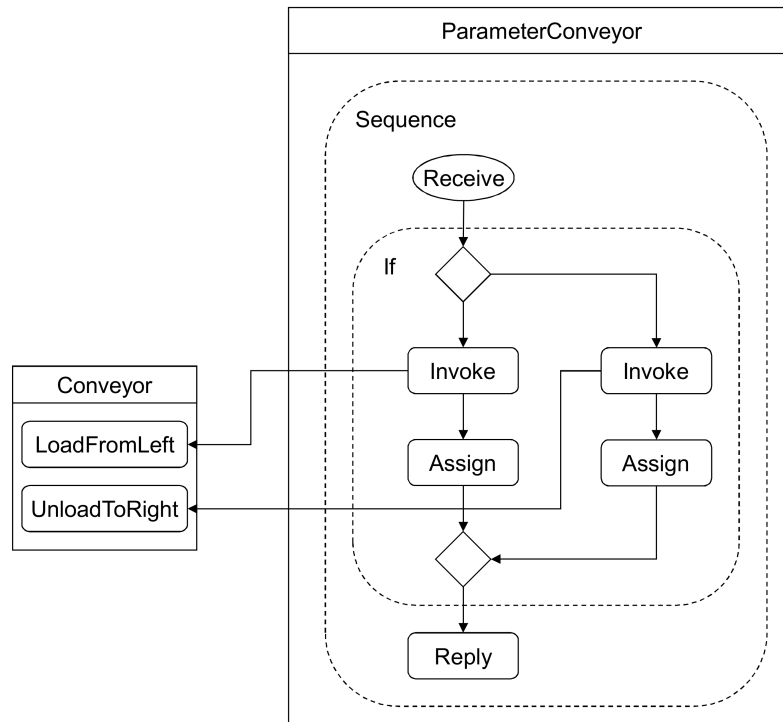 ParameterConveyor
Sequence
Receive
If
Invoke
Invoke
Conveyor
LoadFromLeft
Assign
Assign
UnloadToRight
Reply